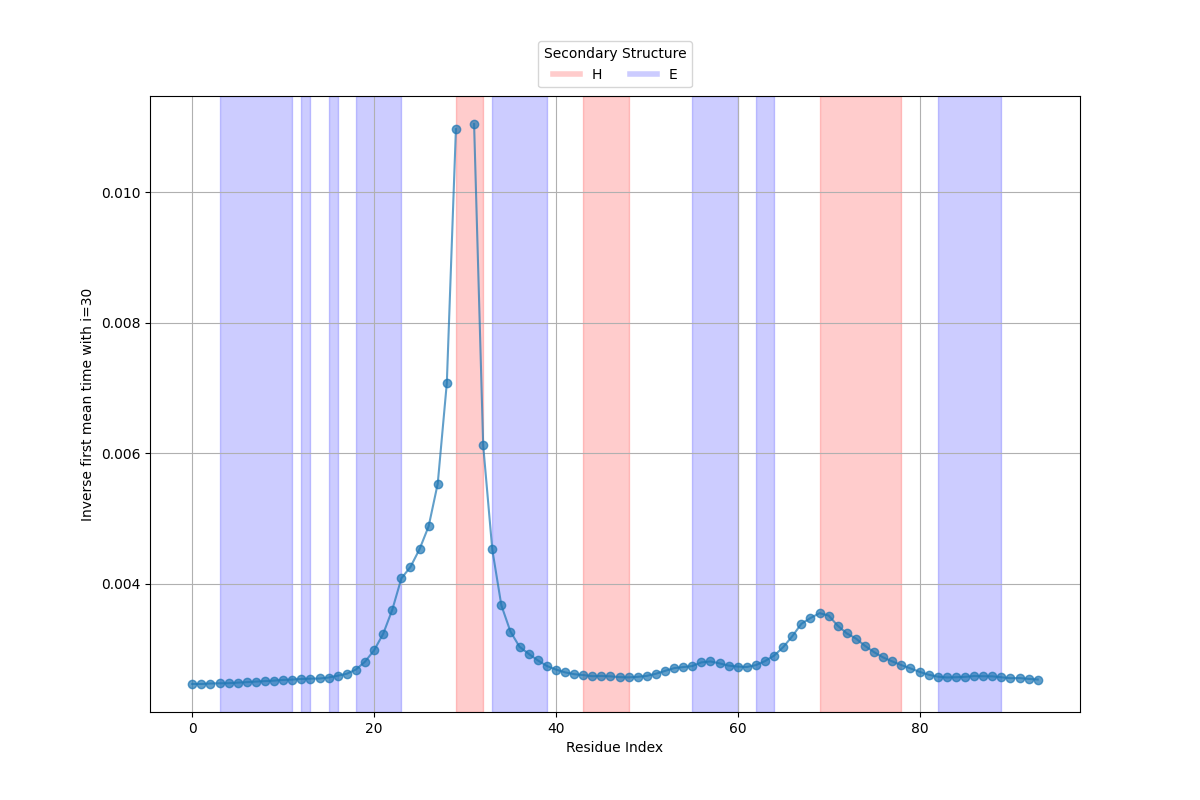 Secondary Structure
H E
0.010
0.008
0.006
0.004
Inverse first mean time with i=30
0 20 40 60 80
Residue Index